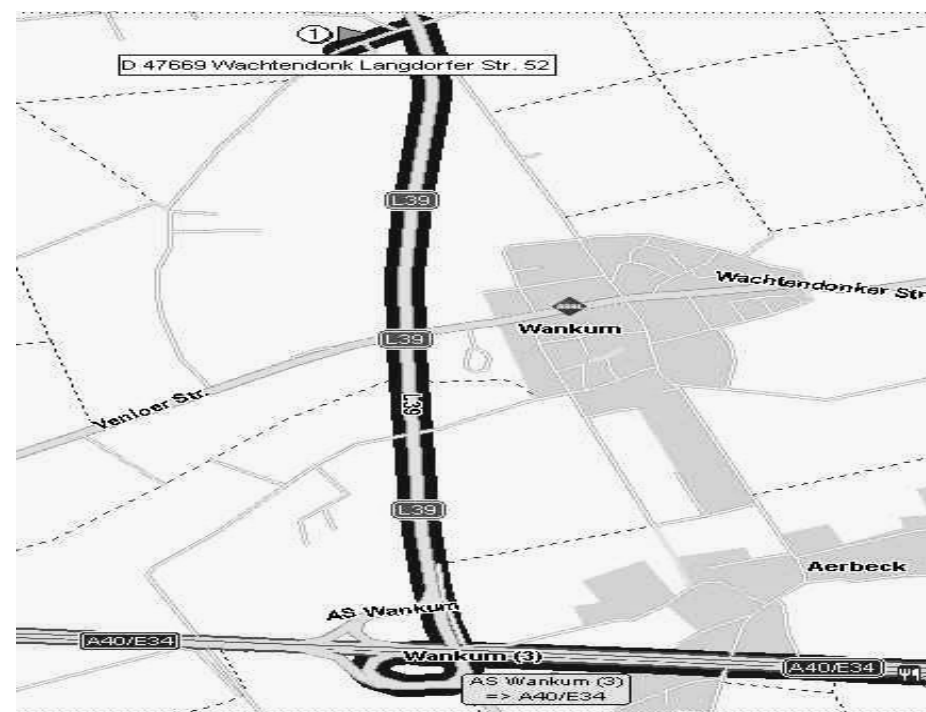 1
D 47669 Wachtendonk Langdorfer Str. 52
L39
Wachtendonker Str
Wankum
L39
Venloer Str.
L39
L39
Aerbeck
AS Wankum
A40/E34
Wankum (3)
A40/E34
AS Wankum (3)
=> A40/E34